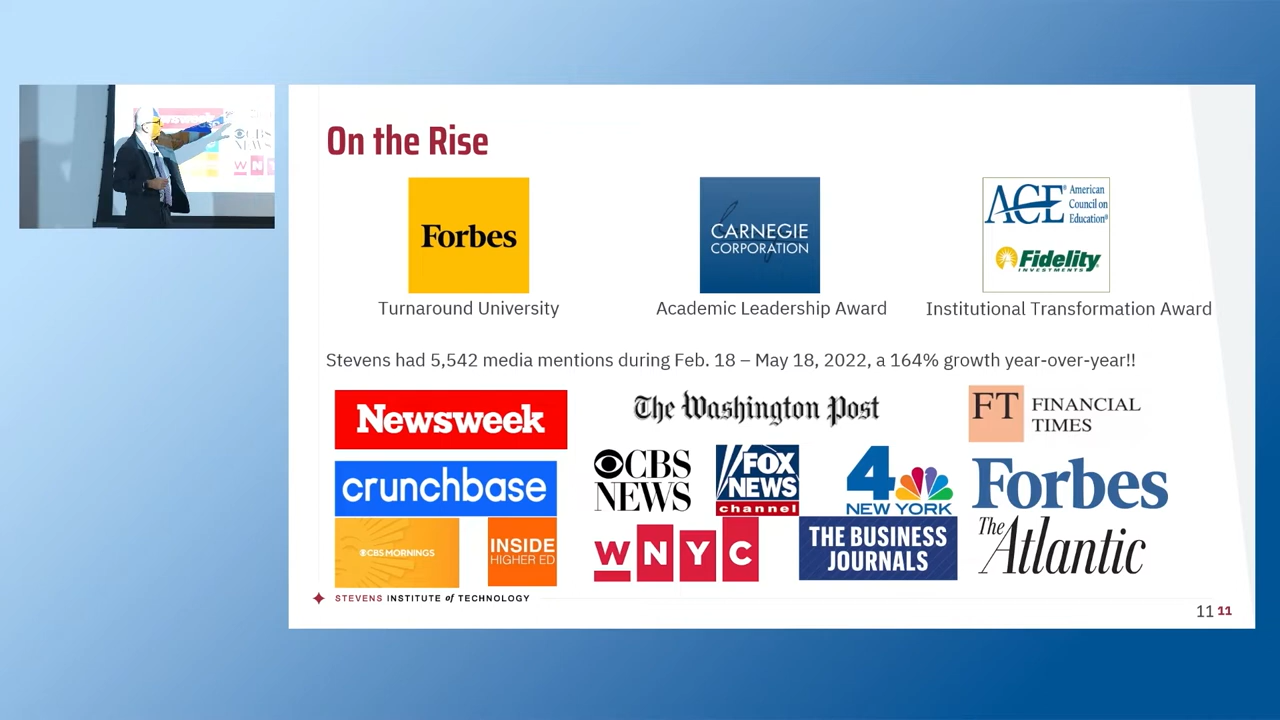 On the Rise
Forbes
CARNEGIE
CORPORATION
ACE® American
Council on
Education®
Fidelity
INVESTMENTS®
Turnaround University
Academic Leadership Award
Institutional Transformation Award
Stevens had 5,542 media mentions during Feb. 18 – May 18, 2022, a 164% growth year-over-year!!
Newsweek
The Washington Post
FT FINANCIAL
TIMES
crunchbase
CBS
NEWS
FOX
NEWS
channel
4
NEW YORK
Forbes
CBS MORNINGS
INSIDE
HIGHER ED
WNYC
THE BUSINESS
JOURNALS
The
Atlantic
STEVENS INSTITUTE of TECHNOLOGY
11 11
CBS
NEWS
WN